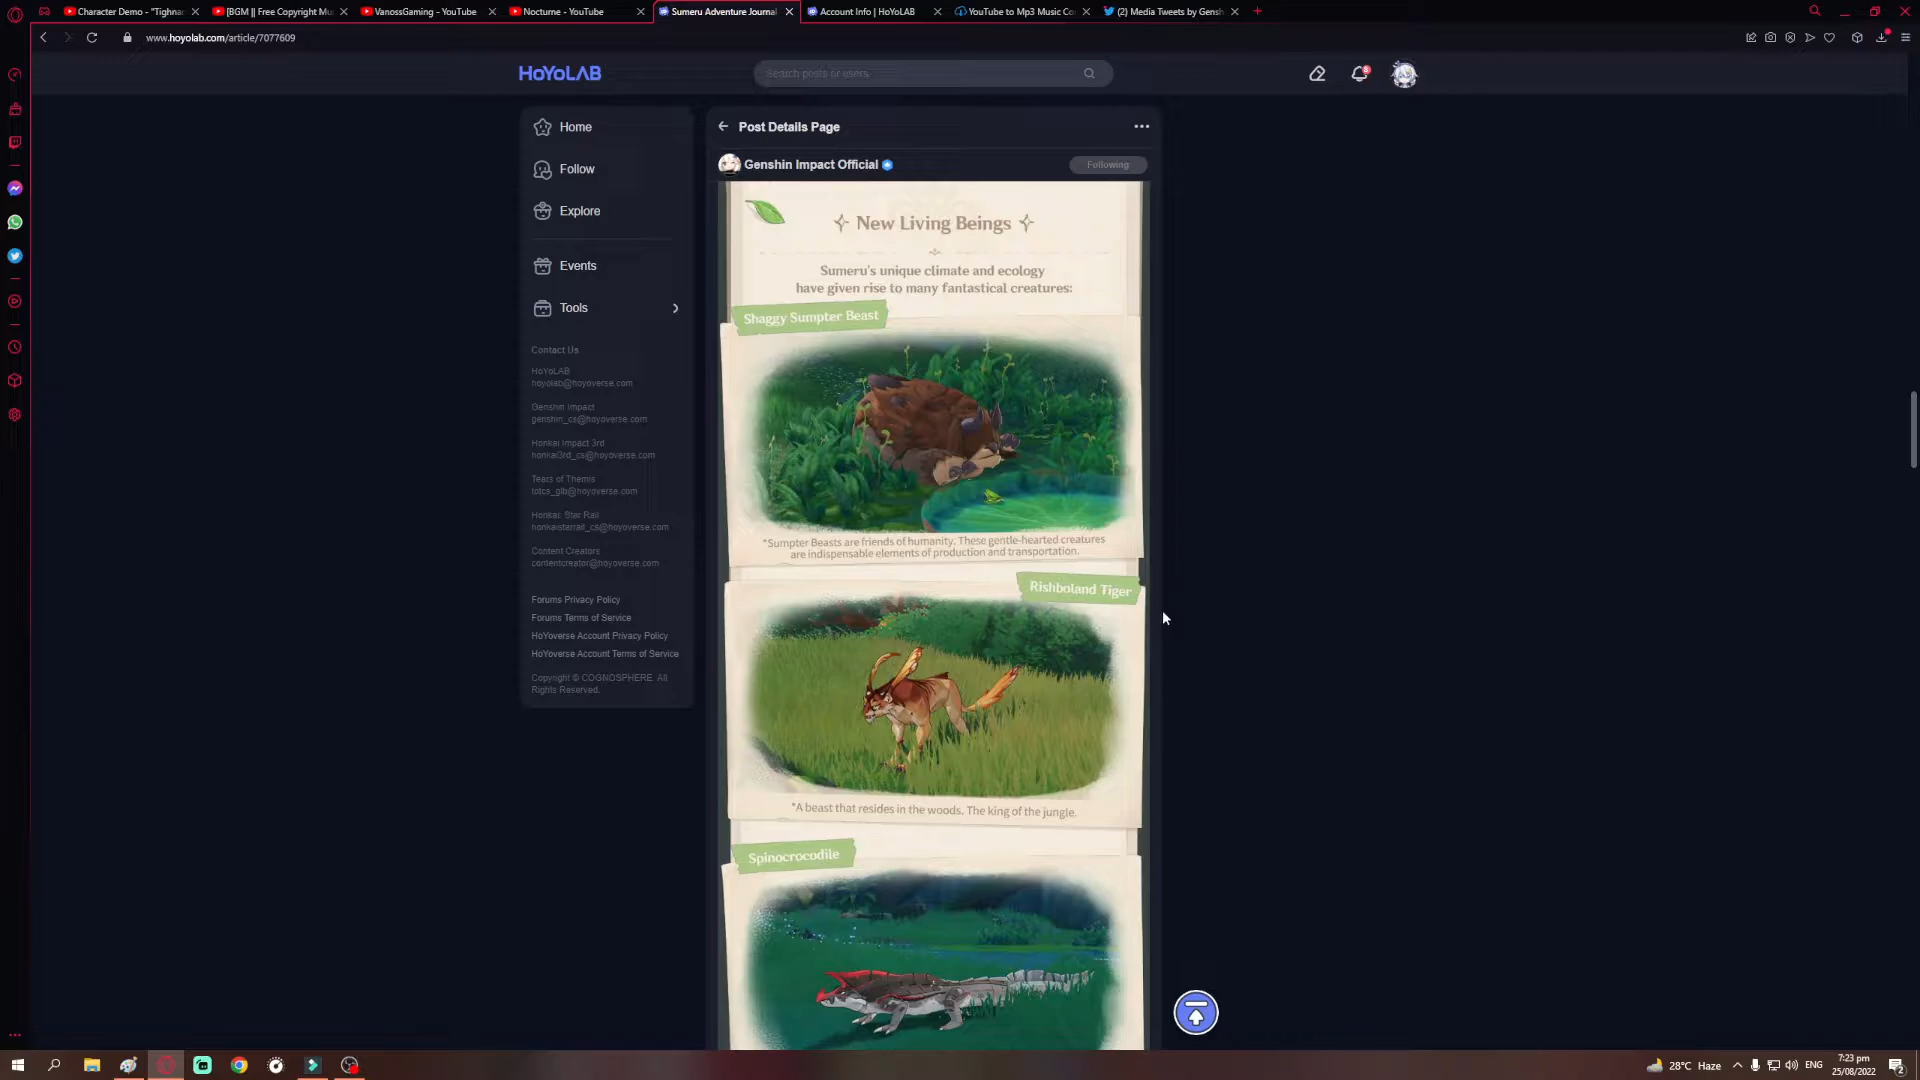 Character Demo - "Tighna
[BGM || Free Copyright Mu
VanossGaming - YouTube
Nocturne - YouTube
Sumeru Adventure Journal
Account Info | HoYoLAB
YouTube to Mp3 Music Co
(2) Media Tweets by Gensh
www.hoyolab.com/article/7077609
HoYoLAB
Search posts or users
Home
Follow
Explore
Events
Tools
Contact Us
HoYoLAB
hoyolab@hoyoverse.com
Genshin Impact
genshin_cs@hoyoverse.com
Honkai Impact 3rd
honkai3rd_cs@hoyoverse.com
Tears of Themis
totcs_glb@hoyoverse.com
Honkai: Star Rail
honkaistarrail_cs@hoyoverse.com
Content Creators
contentcreator@hoyoverse.com
Forums Privacy Policy
Forums Terms of Service
HoYoverse Account Privacy Policy
HoYoverse Account Terms of Service
Copyright © COGNOSPHERE. All
Rights Reserved.
Post Details Page
Genshin Impact Official
Following
New Living Beings
Sumeru's unique climate and ecology
have given rise to many fantastical creatures:
Shaggy Sumpter Beast
*Sumpter Beasts are friends of humanity. These gentle-hearted creatures
are indispensable elements of production and transportation.
Rishboland Tiger
*A beast that resides in the woods. The king of the jungle.
Spinocrocodile
28°C Haze
ENG
7:23 pm
25/08/2022